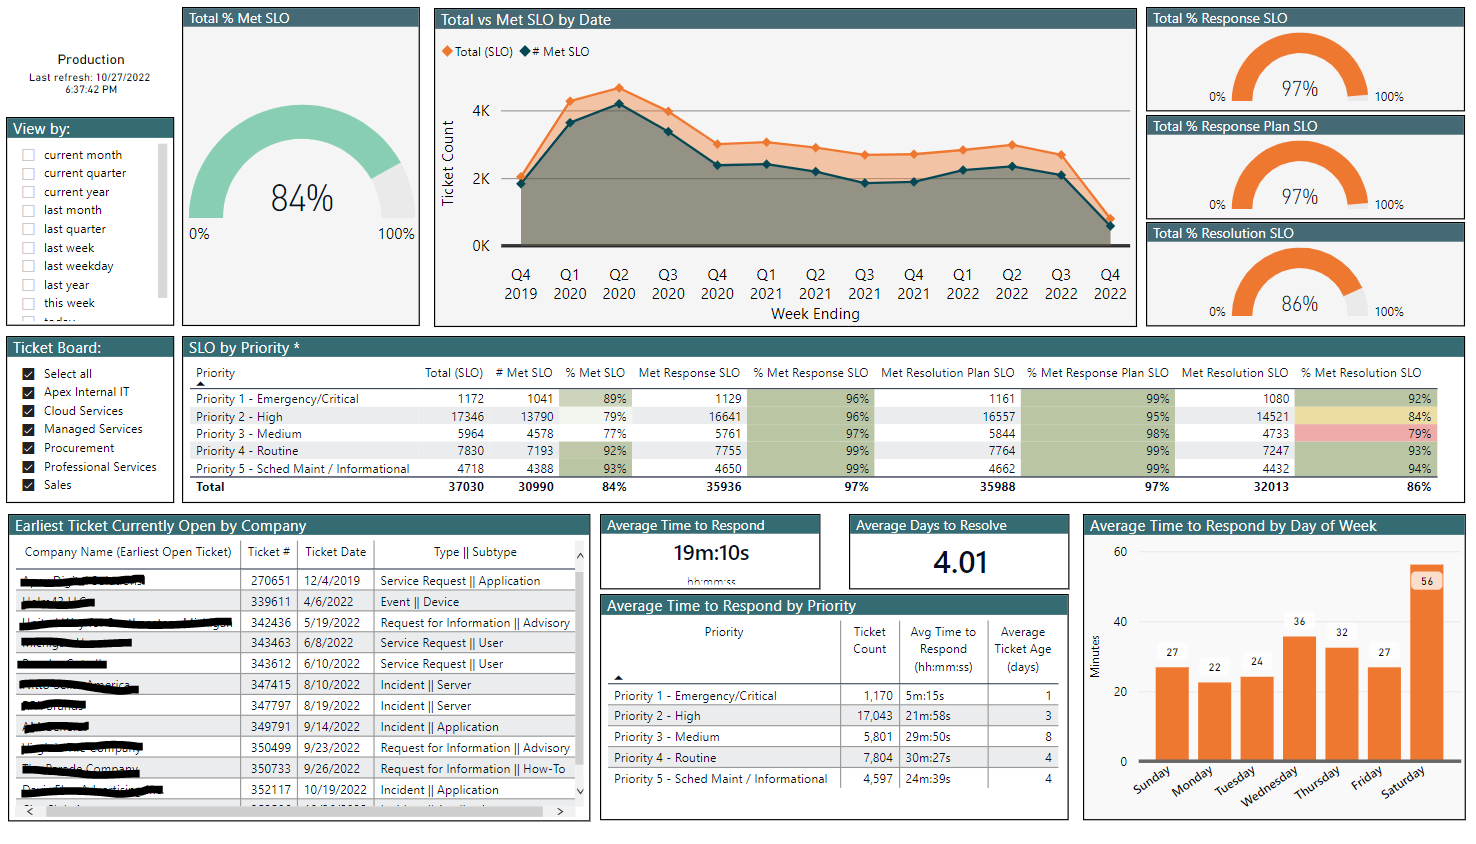 Production
Last refresh: 10/27/2022
6:37:42 PM
View by:
current month
current quarter
current year
last month
last quarter
last week
last weekday
last year
this week
today
Total % Met SLO
84%
0% 100%
Total vs Met SLO by Date
Total (SLO) # Met SLO
Ticket Count
4K
2K
0K
Q4 Q1 Q2 Q3 Q4 Q1 Q2 Q3 Q4 Q1 Q2 Q3 Q4
2019 2020 2020 2020 2020 2021 2021 2021 2021 2022 2022 2022 2022
Week Ending
Total % Response SLO
97%
0% 100%
Total % Response Plan SLO
97%
0% 100%
Total % Resolution SLO
86%
0% 100%
Ticket Board:
Select all
Apex Internal IT
Cloud Services
Managed Services
Procurement
Professional Services
Sales
SLO by Priority *
Priority Total (SLO) # Met SLO % Met SLO Met Response SLO % Met Response SLO Met Resolution Plan SLO % Met Response Plan SLO Met Resolution SLO % Met Resolution SLO
Priority 1 - Emergency/Critical 1172 1041 89% 1129 96% 1161 99% 1080 92%
Priority 2 - High 17346 13790 79% 16641 96% 16557 95% 14521 84%
Priority 3 - Medium 5964 4578 77% 5761 97% 5844 98% 4733 79%
Priority 4 - Routine 7830 7193 92% 7755 99% 7764 99% 7247 93%
Priority 5 - Sched Maint / Informational 4718 4388 93% 4650 99% 4662 99% 4432 94%
Total 37030 30990 84% 35936 97% 35988 97% 32013 86%
Earliest Ticket Currently Open by Company
Company Name (Earliest Open Ticket) Ticket # Ticket Date Type || Subtype
270651 12/4/2019 Service Request || Application
339611 4/6/2022 Event || Device
342436 5/19/2022 Request for Information || Advisory
343463 6/8/2022 Service Request || User
343612 6/10/2022 Service Request || User
347415 8/10/2022 Incident || Server
347797 8/19/2022 Incident || Server
349791 9/14/2022 Incident || Application
350499 9/23/2022 Request for Information || Advisory
350733 9/26/2022 Request for Information || How-To
352117 10/19/2022 Incident || Application
Average Time to Respond
19m:10s
hh:mm:ss
Average Days to Resolve
4.01
Average Time to Respond by Priority
Priority Ticket Count Avg Time to Respond (hh:mm:ss) Average Ticket Age (days)
Priority 1 - Emergency/Critical 1,170 5m:15s 1
Priority 2 - High 17,043 21m:58s 3
Priority 3 - Medium 5,801 29m:50s 8
Priority 4 - Routine 7,804 30m:27s 4
Priority 5 - Sched Maint / Informational 4,597 24m:39s 4
Average Time to Respond by Day of Week
Minutes
60
40
20
0
27 22 24 36 32 27 56
Sunday Monday Tuesday Wednesday Thursday Friday Saturday